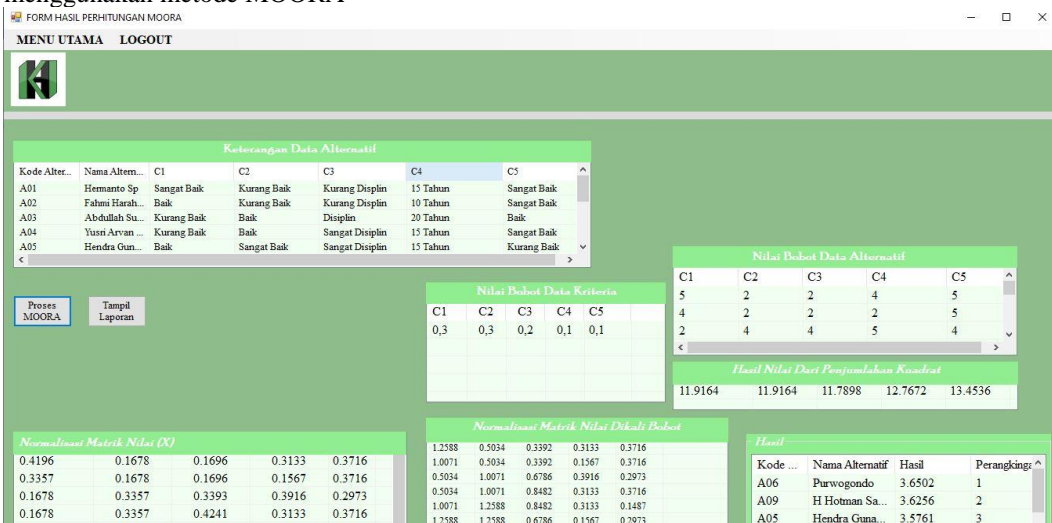 menggunakan metode MOORA
FORM HASIL PERHITUNGAN MOORA
MENU UTAMA LOGOUT
Keterangan Data Alternatif
Kode Alter... Nama Altern... C1 C2 C3 C4 C5
A01 Hermanto Sp Sangat Baik Kurang Baik Kurang Displin 15 Tahun Sangat Baik
A02 Fahmi Harah... Baik Kurang Baik Kurang Displin 10 Tahun Sangat Baik
A03 Abdullah Su... Kurang Baik Baik Disiplin 20 Tahun Baik
A04 Yusri Arvan ... Kurang Baik Baik Sangat Disiplin 15 Tahun Sangat Baik
A05 Hendra Gun... Baik Sangat Baik Sangat Disiplin 15 Tahun Kurang Baik
Proses MOORA
Tampil Laporan
Nilai Bobot Data Kriteria
C1 C2 C3 C4 C5
0,3 0,3 0,2 0,1 0,1
Nilai Bobot Data Alternatif
C1 C2 C3 C4 C5
5 2 2 4 5
4 2 2 2 5
2 4 4 5 4
Hasil Nilai Dari Penjumlahan Kuadrat
11.9164 11.9164 11.7898 12.7672 13.4536
Normalisasi Matrik Nilai (X)
0.4196 0.1678 0.1696 0.3133 0.3716
0.3357 0.1678 0.1696 0.1567 0.3716
0.1678 0.3357 0.3393 0.3916 0.2973
0.1678 0.3357 0.4241 0.3133 0.3716
Normalisasi Matrik Nilai Dikali Bobot
1.2588 0.5034 0.3392 0.3133 0.3716
1.0071 0.5034 0.3392 0.1567 0.3716
0.5034 1.0071 0.6786 0.3916 0.2973
0.5034 1.0071 0.8482 0.3133 0.3716
1.0071 1.2588 0.8482 0.3133 0.1487
1.2588 1.2588 0.6786 0.1567 0.2973
Hasil
Kode ... Nama Alternatif Hasil Perangkinga
A06 Purwogondo 3.6502 1
A09 H Hotman Sa... 3.6256 2
A05 Hendra Guna... 3.5761 3